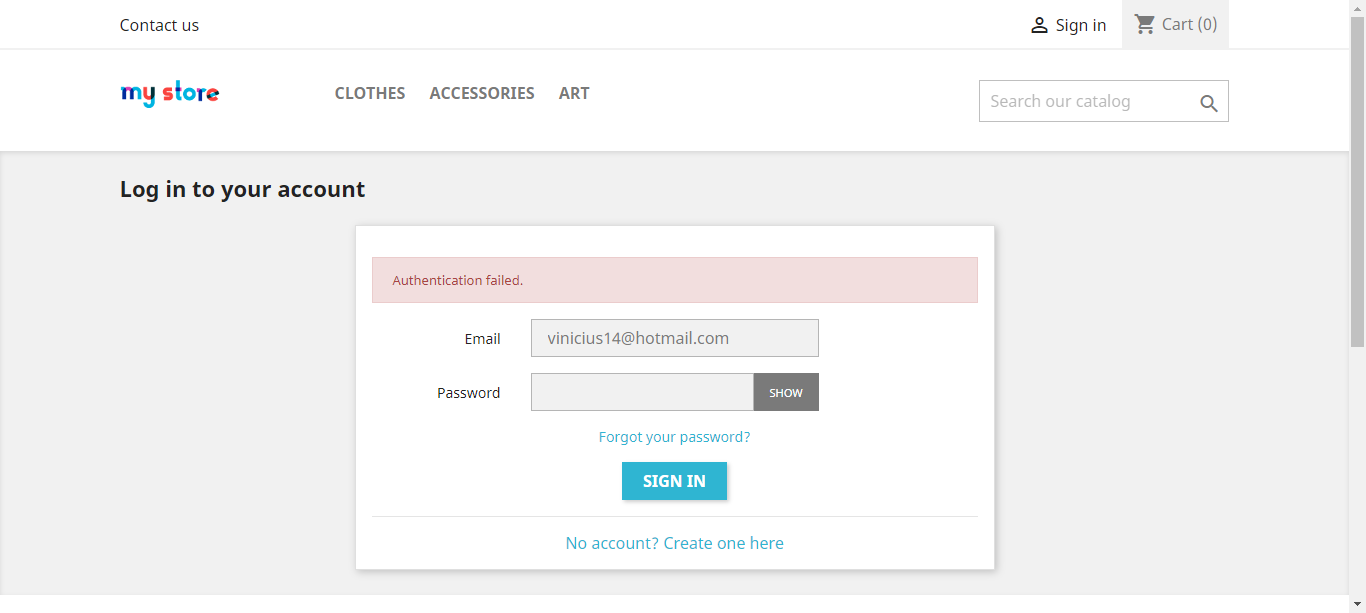 Contact us
Sign in
Cart (0)
my store
CLOTHES ACCESSORIES ART
Search our catalog
Log in to your account
Authentication failed.
Email vinicius14@hotmail.com
Password SHOW
Forgot your password?
SIGN IN
No account? Create one here